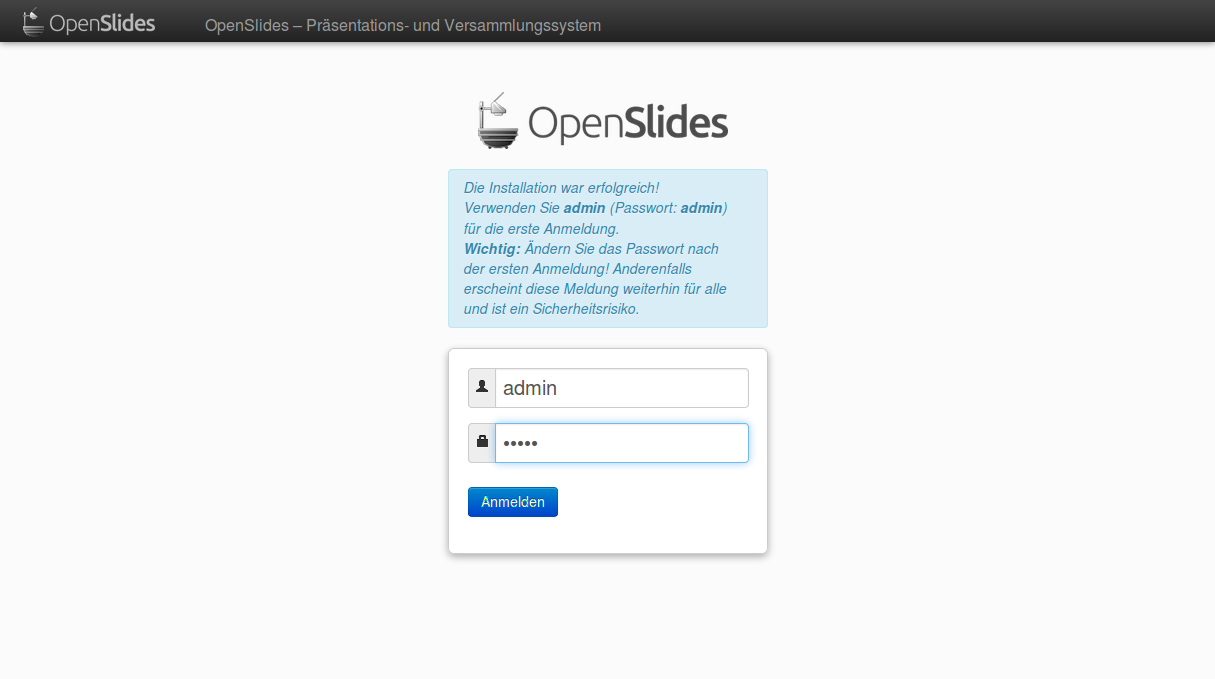 OpenSlides OpenSlides – Präsentations- und Versammlungssystem
OpenSlides
Die Installation war erfolgreich!
Verwenden Sie admin (Passwort: admin)
für die erste Anmeldung.
Wichtig: Ändern Sie das Passwort nach
der ersten Anmeldung! Anderenfalls
erscheint diese Meldung weiterhin für alle
und ist ein Sicherheitsrisiko.
admin
•••••
Anmelden